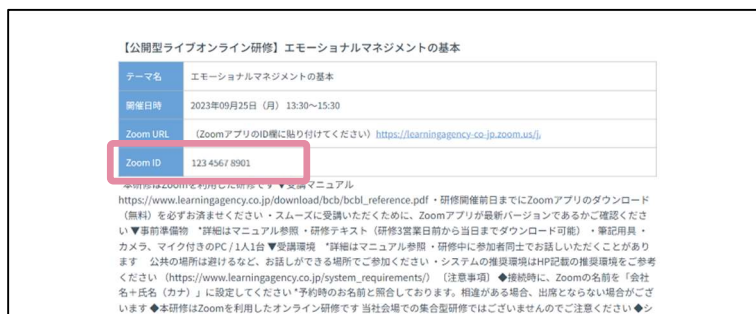 【公開型ライブオンライン研修】エモーショナルマネジメントの基本
テーマ名 エモーショナルマネジメントの基本
開催日時 2023年09月25日（月） 13:30～15:30
Zoom URL （ZoomアプリのID欄に貼り付けてください）https://learningagency-co-jp.zoom.us/j,
Zoom ID 123 4567 8901
本研修はZoomを利用した研修です ▼受講マニュアル
https://www.learningagency.co.jp/download/bcb/bcbl_reference.pdf ・研修開催前日までにZoomアプリのダウンロード
（無料）を必ずお済ませください ・スムーズに受講いただくために、Zoomアプリが最新バージョンであるかご確認くださ
い ▼事前準備物 *詳細はマニュアル参照 ・研修テキスト（研修3営業日前から当日までダウンロード可能） ・筆記用具 ・
カメラ、マイク付きのPC / 1人1台 ▼受講環境 *詳細はマニュアル参照 ・研修中に参加者同士でお話しいただくことがあり
ます 公共の場所は避けるなど、お話しができる場所でご参加ください ・システムの推奨環境はHP記載の推奨環境をご参考
ください （https://www.learningagency.co.jp/system_requirements/） 〔注意事項〕 ◆接続時に、Zoomの名前を「会社
名＋氏名（カナ）」に設定してください *予約時のお名前と照合しております。相違がある場合、出席とならない場合がござ
います ◆本研修はZoomを利用したオンライン研修です 当社会場での集合型研修ではございませんのでご注意ください ◆シ